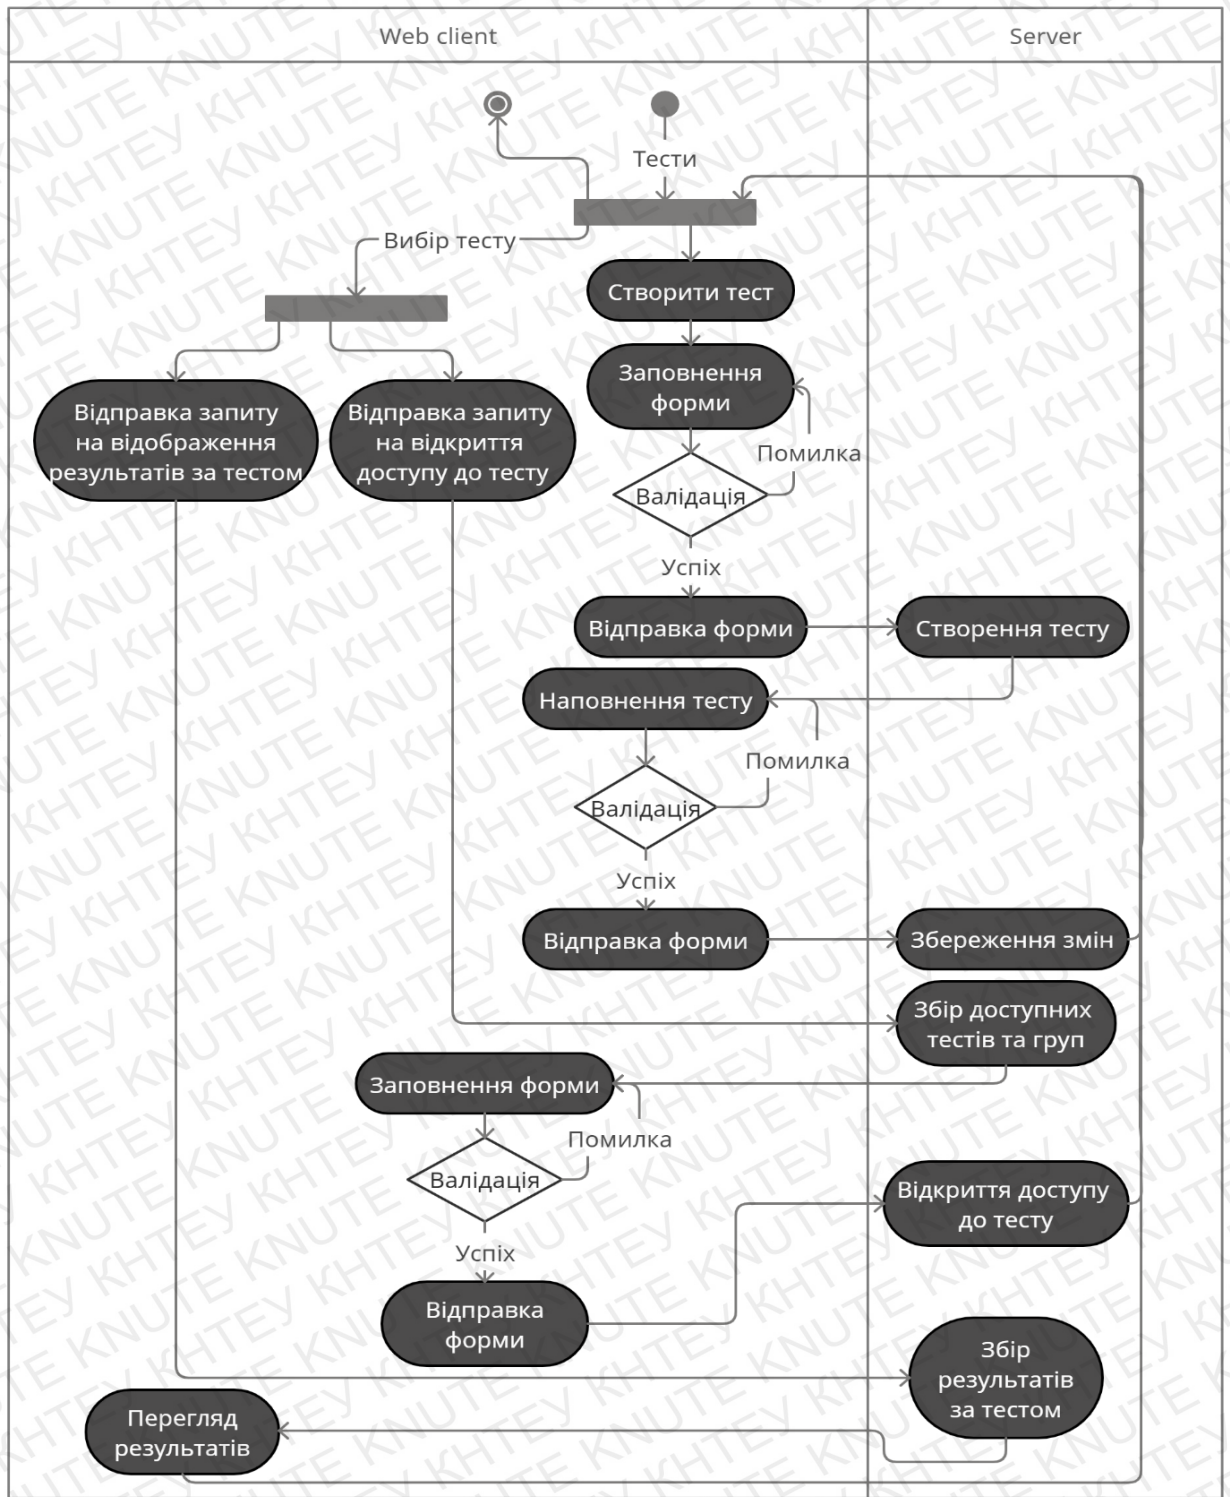 Web client
Server
Тести
Вибір тесту
Створити тест
Заповнення
форми
Відправка запиту
на відображення
результатів за тестом
Відправка запиту
на відкриття
доступу до тесту
Помилка
Валідація
Успіх
Відправка форми
Створення тесту
Наповнення тесту
Помилка
Валідація
Успіх
Відправка форми
Збереження змін
Збір доступних
тестів та груп
Заповнення форми
Помилка
Валідація
Відкриття доступу
до тесту
Успіх
Відправка
форми
Збір
результатів
за тестом
Перегляд
результатів
KNUTE КНТЕУ